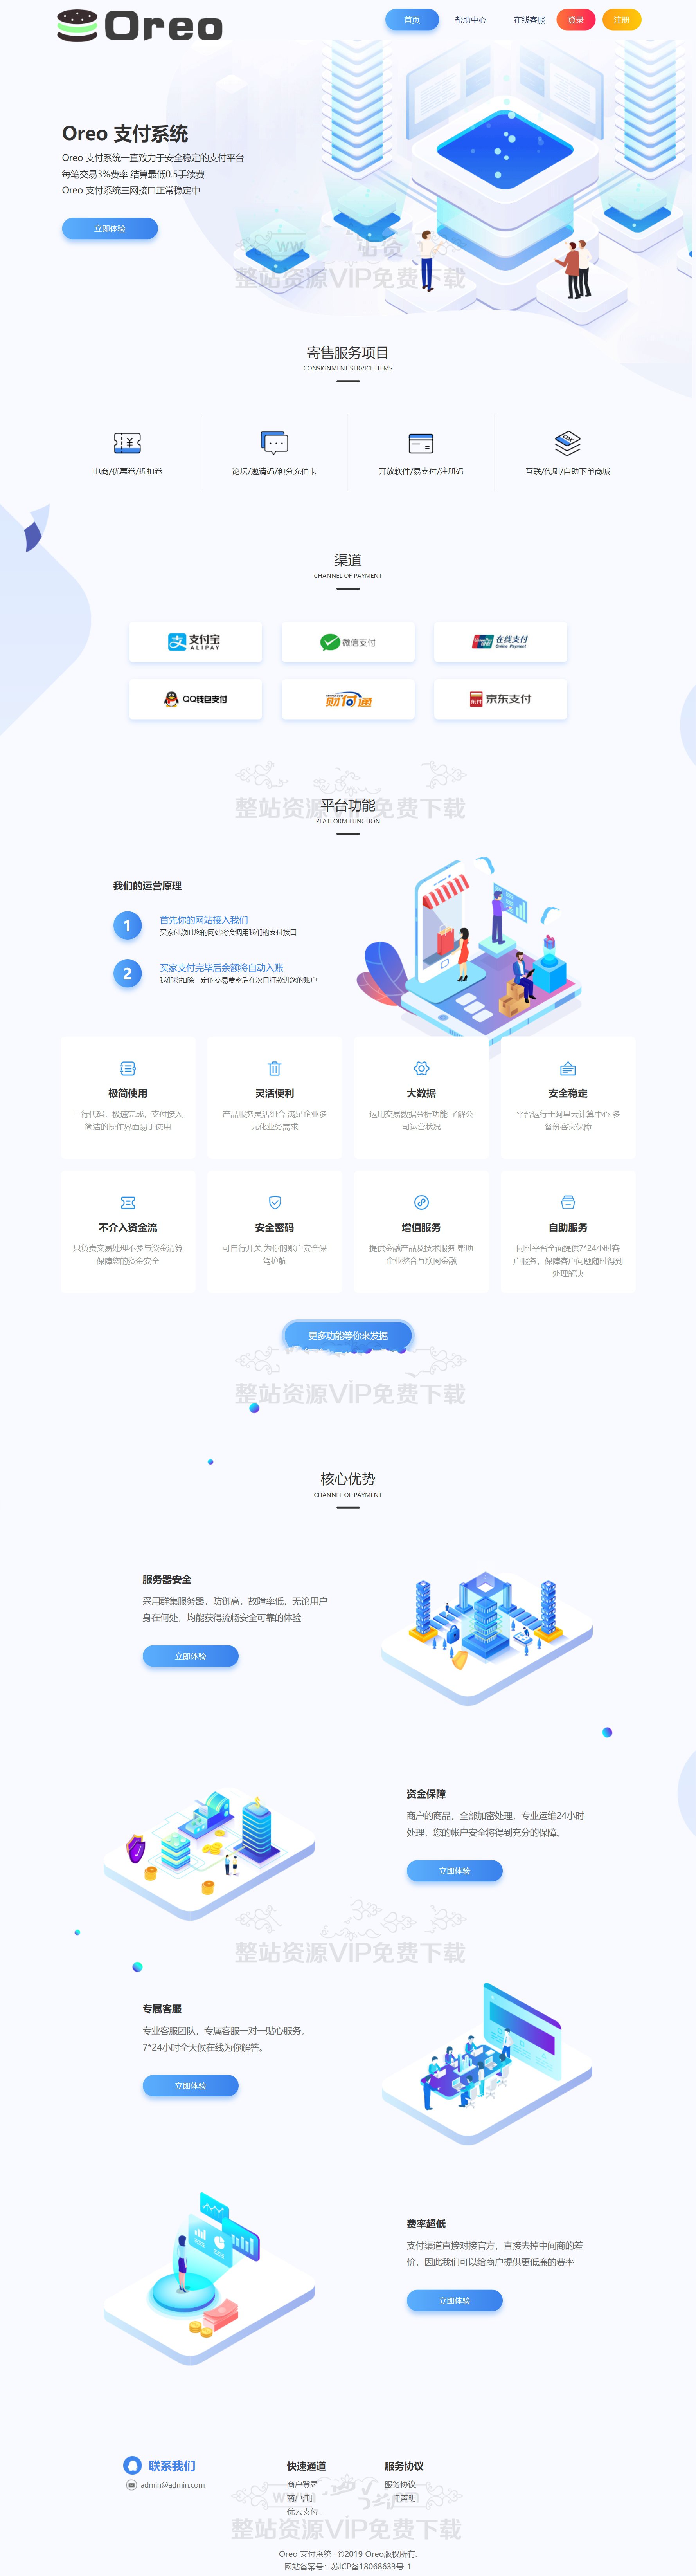 Oreo
首页
帮助中心
在线客服
登录
注册
Oreo 支付系统
Oreo 支付系统一直致力于安全稳定的支付平台
每笔交易3%费率 结算最低0.5手续费
Oreo 支付系统三网接口正常稳定中
立即体验
整站资源VIP免费下载
寄售服务项目
CONSIGNMENT SERVICE ITEMS
电商/优惠卷/折扣卷
论坛/邀请码/积分充值卡
开放软件/易支付/注册码
互联/代刷/自助下单商城
渠道
CHANNEL OF PAYMENT
支付宝
ALIPAY
微信支付
在线支付
Online Payment
QQ钱包支付
财付通
京东支付
整站资源VIP免费下载
平台功能
PLATFORM FUNCTION
我们的运营原理
1
首先你的网站接入我们
买家付款时您的网站将会调用我们的支付接口
2
买家支付完毕后余额将自动入账
我们将扣除一定的交易费率后在次日打款进您的账户
极简使用
三行代码，极速完成，支付接入
简洁的操作界面易于使用
灵活便利
产品服务灵活组合 满足企业多
元化业务需求
大数据
运用交易数据分析功能 了解公
司运营状况
安全稳定
平台运行于阿里云计算中心 多
备份容灾保障
不介入资金流
只负责交易处理不参与资金清算
保障您的资金安全
安全密码
可自行开关 为你的账户安全保
驾护航
增值服务
提供金融产品及技术服务 帮助
企业整合互联网金融
自助服务
同时平台全面提供7*24小时客
户服务，保障客户问题随时得到
处理解决
更多功能等你来发掘
整站资源VIP免费下载
核心优势
CHANNEL OF PAYMENT
服务器安全
采用群集服务器，防御高，故障率低，无论用户
身在何处，均能获得流畅安全可靠的体验
立即体验
资金保障
商户的商品，全部加密处理，专业运维24小时
处理，您的帐户安全将得到充分的保障。
立即体验
整站资源VIP免费下载
专属客服
专业客服团队，专属客服一对一贴心服务，
7*24小时全天候在线为你解答。
立即体验
费率超低
支付渠道直接对接官方，直接去掉中间商的差
价，因此我们可以给商户提供更低廉的费率
立即体验
联系我们
admin@admin.com
快速通道
商户登录
商户注
优云支付
服务协议
服务协议
声明
整站资源VIP免费下载
Oreo 支付系统 -©2019 Oreo版权所有.
网站备案号：苏ICP备18068633号-1